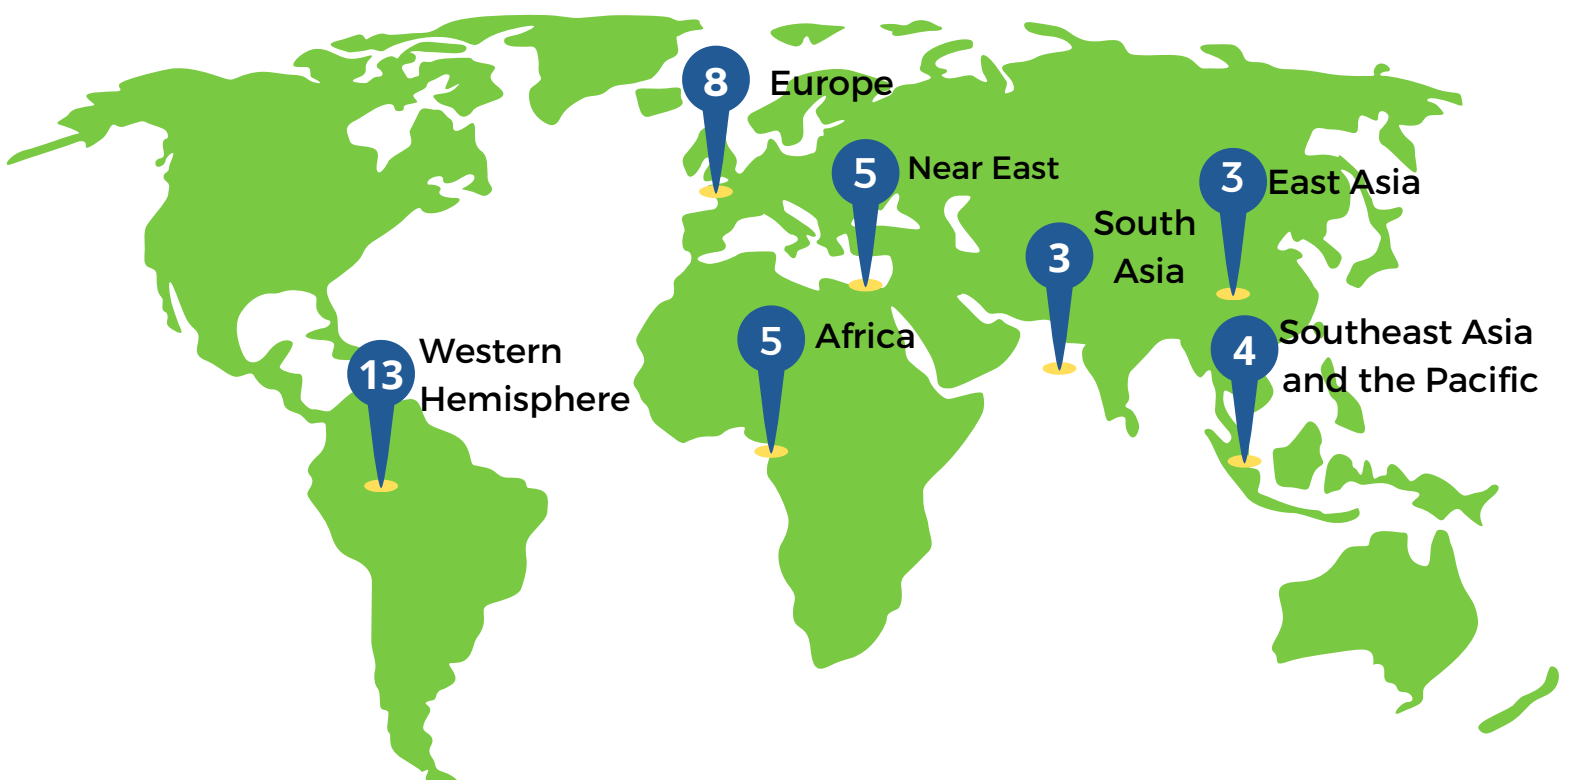 8
Europe
5
Near East
3
East Asia
3
South
Asia
5
Africa
4
Southeast Asia
and the Pacific
13
Western
Hemisphere